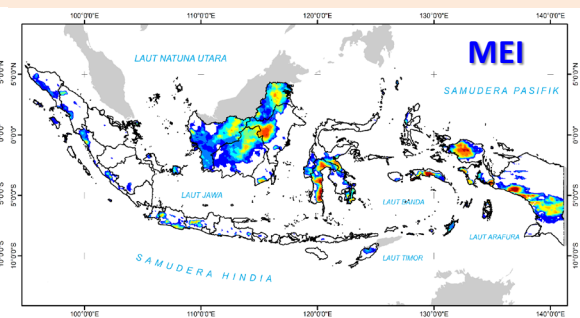 100°0'0"E 110°0'0"E 120°0'0"E 130°0'0"E 140°0'0"E
MEI
LAUT NATUNA UTARA
5°0'0"N 5°0'0"N
SAMUDERA PASIFIK
0°0'0" 0°0'0"
LAUT JAWA
LAUT BANDA
5°0'0"S 5°0'0"S
LAUT ARAFURA
SAMUDERA HINDIA
LAUT TIMOR
10°0'0"S 10°0'0"S
100°0'0"E 110°0'0"E 120°0'0"E 130°0'0"E 140°0'0"E